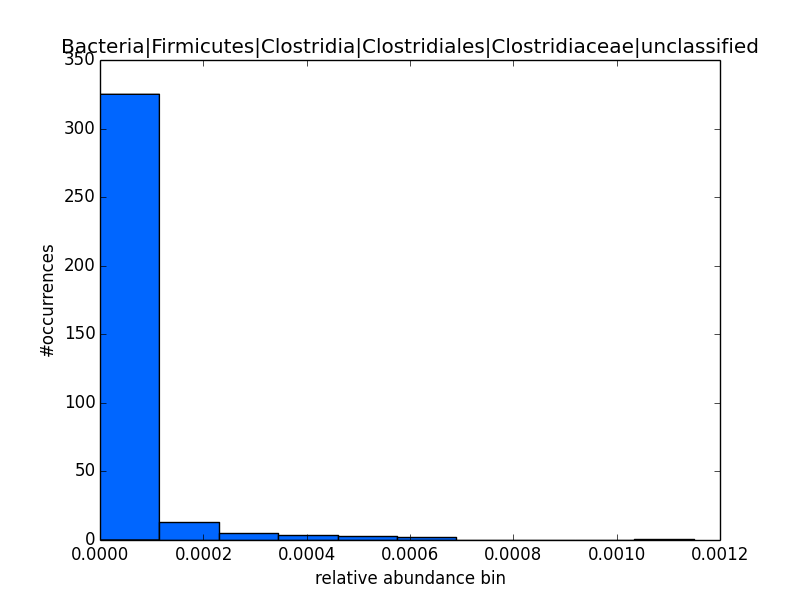 Bacteria|Firmicutes|Clostridia|Clostridiales|Clostridiaceae|unclassified
350
300
250
200
150
100
50
0
#occurrences
0.0000 0.0002 0.0004 0.0006 0.0008 0.0010 0.0012
relative abundance bin